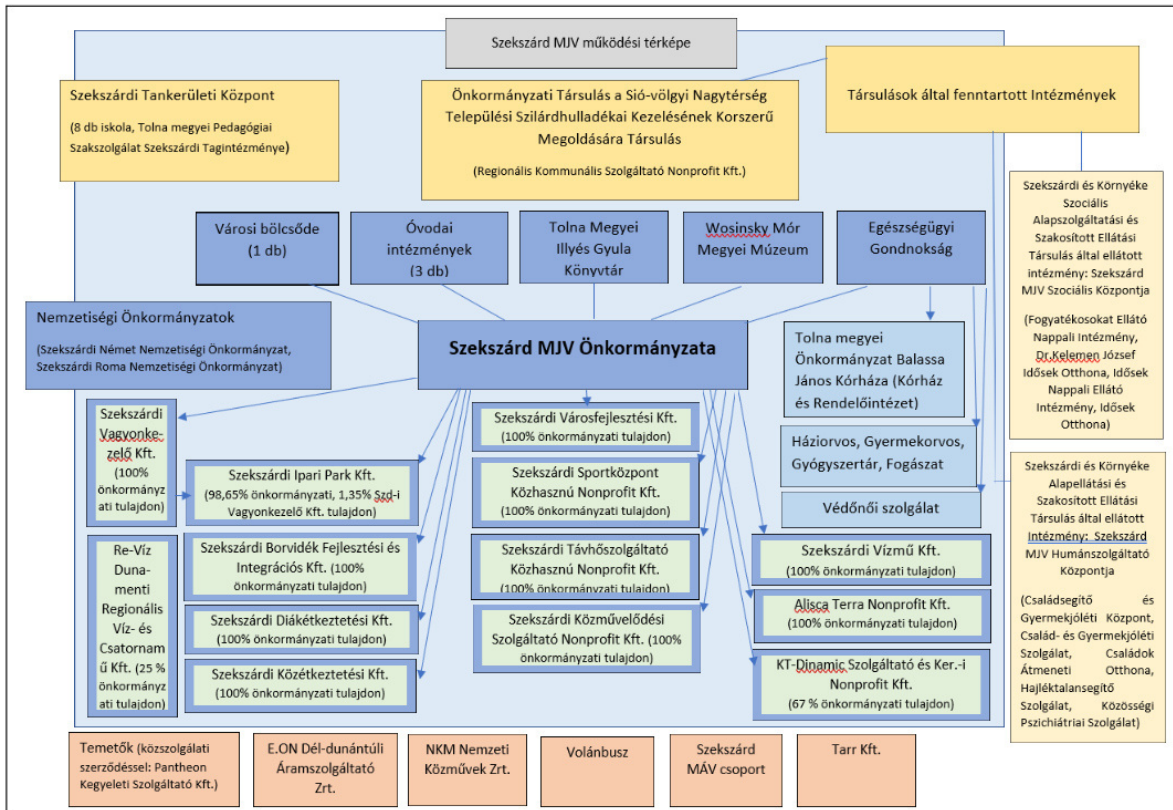 Szekszárd MJV működési térképe
Szekszárdi Tankerületi Központ
(8 db iskola, Tolna megyei Pedagógiai
Szakszolgálat Szekszárdi Tagintézménye)
Önkormányzati Társulás a Sió-völgyi Nagytérség
Települési Szilárdhulladékai Kezelésének Korszerű
Megoldására Társulás
(Regionális Kommunális Szolgáltató Nonprofit Kft.)
Társulások által fenntartott Intézmények
Városi bölcsőde
(1 db)
Óvodai
intézmények
(3 db)
Tolna Megyei
Illyés Gyula
Könyvtár
Wosinsky Mór
Megyei Múzeum
Egészségügyi
Gondnokság
Szekszárdi és Környéke
Szociális
Alapszolgáltatási és
Szakosított Ellátási
Társulás által ellátott
intézmény: Szekszárd
MJV Szociális Központja
(Fogyatékosokat Ellátó
Nappali Intézmény,
Dr.Kelemen József
Idősek Otthona, Idősek
Nappali Ellátó
Intézmény, Idősek
Otthona)
Nemzetiségi Önkormányzatok
(Szekszárdi Német Nemzetiségi Önkormányzat,
Szekszárdi Roma Nemzetiségi Önkormányzat)
Szekszárd MJV Önkormányzata
Tolna megyei
Önkormányzat Balassa
János Kórháza (Kórház
és Rendelőintézet)
Háziorvos, Gyermekorvos,
Gyógyszertár, Fogászat
Védőnői szolgálat
Szekszárdi
Vagyonke-
zelő Kft.
(100%
önkormányz
ati tulajdon)
Szekszárdi Ipari Park Kft.
(98,65% önkormányzati, 1,35% Szd-i
Vagyonkezelő Kft. tulajdon)
Re-Víz
Duna-
menti
Regionális
Víz- és
Csatornam
ű Kft. (25 %
önkormányz
ati tulajdon)
Szekszárdi Borvidék Fejlesztési és
Integrációs Kft. (100%
önkormányzati tulajdon)
Szekszárdi Diákétkeztetési Kft.
(100% önkormányzati tulajdon)
Szekszárdi Közétkeztetési Kft.
(100% önkormányzati tulajdon)
Szekszárdi Városfejlesztési Kft.
(100% önkormányzati tulajdon)
Szekszárdi Sportközpont
Közhasznú Nonprofit Kft.
(100% önkormányzati tulajdon)
Szekszárdi Távhőszolgáltató
Közhasznú Nonprofit Kft.
(100% önkormányzati tulajdon)
Szekszárdi Közművelődési
Szolgáltató Nonprofit Kft. (100%
önkormányzati tulajdon)
Szekszárdi Vízmű Kft.
(100% önkormányzati tulajdon)
Alisca Terra Nonprofit Kft.
(100% önkormányzati tulajdon)
KT-Dinamic Szolgáltató és Ker.-i
Nonprofit Kft.
(67 % önkormányzati tulajdon)
Szekszárdi és Környéke
Alapellátási és
Szakosított Ellátási
Társulás által ellátott
Intézmény: Szekszárd
MJV Humánszolgáltató
Központja
(Családsegítő és
Gyermekjóléti Központ,
Család- és Gyermekjóléti
Szolgálat, Családok
Átmeneti Otthona,
Hajléktalansegítő
Szolgálat, Közösségi
Pszichiátriai Szolgálat)
Temetők (közszolgálati
szerződéssel: Pantheon
Kegyeleti Szolgáltató Kft.)
E.ON Dél-dunántúli
Áramszolgáltató
Zrt.
NKM Nemzeti
Közművek Zrt.
Volánbusz
Szekszárd
MÁV csoport
Tarr Kft.